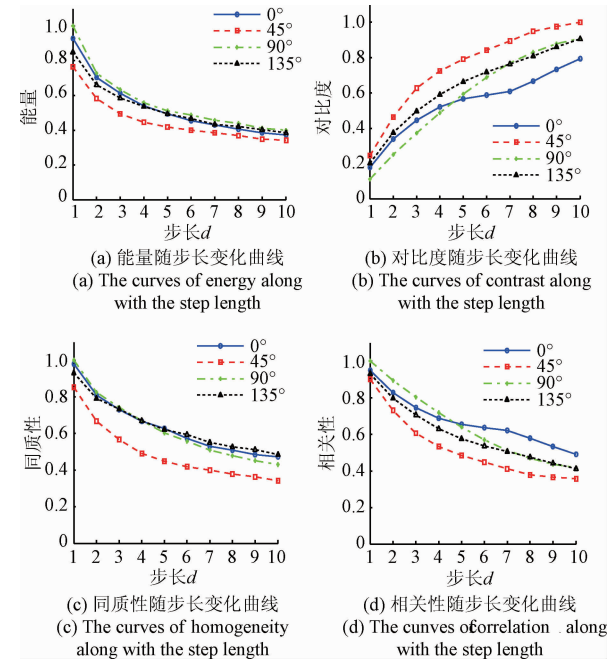 1.0
0.8
0.6
0.4
0.2
0
能量
0°
45°
90°
135°
1 2 3 4 5 6 7 8 9 10
步长d
(a) 能量随步长变化曲线
(a) The curves of energy along
with the step length
1.0
0.8
0.6
0.4
0.2
0
对比度
0°
45°
90°
135°
1 2 3 4 5 6 7 8 9 10
步长d
(b) 对比度随步长变化曲线
(b) The curves of contrast along
with the step length
1.0
0.8
0.6
0.4
0.2
0
同质性
0°
45°
90°
135°
1 2 3 4 5 6 7 8 9 10
步长d
(c) 同质性随步长变化曲线
(c) The curves of homogeneity
along with the step length
1.0
0.8
0.6
0.4
0.2
0
相关性
0°
45°
90°
135°
1 2 3 4 5 6 7 8 9 10
步长d
(d) 相关性随步长变化曲线
(d) The cunves of correlation along
with the step length